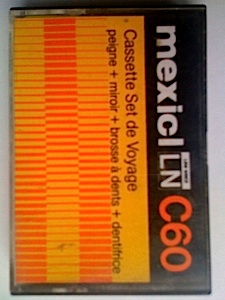 mexicl LN C60
Cassette Set de Voyage
peigne + miroir + brosse à dents + dentifrice